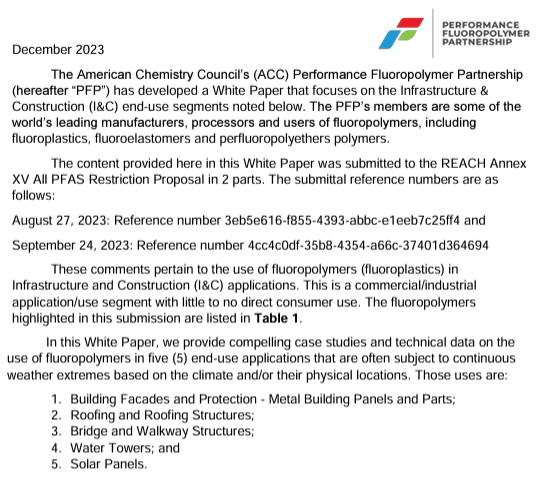 PERFORMANCE
FLUOROPOLYMER
PARTNERSHIP
December 2023
The American Chemistry Council's (ACC) Performance Fluoropolymer Partnership
(hereafter "PFP") has developed a White Paper that focuses on the Infrastructure &
Construction (I&C) end-use segments noted below. The PFP's members are some of the
world's leading manufacturers, processors and users of fluoropolymers, including
fluoroplastics, fluoroelastomers and perfluoropolyethers polymers.
The content provided here in this White Paper was submitted to the REACH Annex
XV All PFAS Restriction Proposal in 2 parts. The submittal reference numbers are as
follows:
August 27, 2023: Reference number 3eb5e616-f855-4393-abbc-e1eeb7c25ff4 and
September 24, 2023: Reference number 4cc4c0df-35b8-4354-a66c-37401d364694
These comments pertain to the use of fluoropolymers (fluoroplastics) in
Infrastructure and Construction (I&C) applications. This is a commercial/industrial
application/use segment with little to no direct consumer use. The fluoropolymers
highlighted in this submission are listed in Table 1.
In this White Paper, we provide compelling case studies and technical data on the
use of fluoropolymers in five (5) end-use applications that are often subject to continuous
weather extremes based on the climate and/or their physical locations. Those uses are:
1. Building Facades and Protection - Metal Building Panels and Parts;
2. Roofing and Roofing Structures;
3. Bridge and Walkway Structures;
4. Water Towers; and
5. Solar Panels.